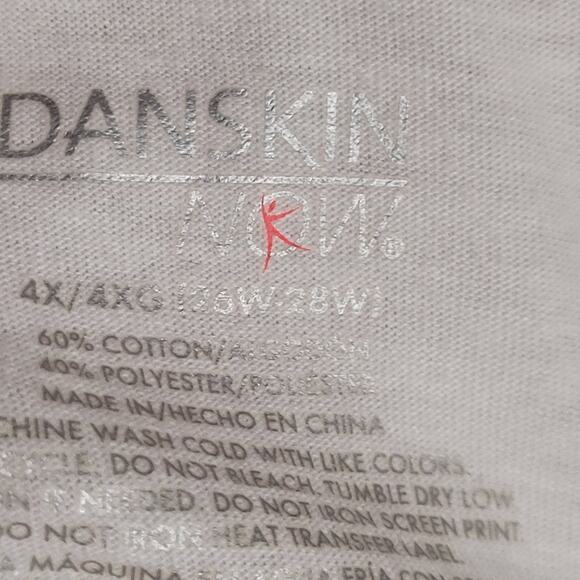 DANSKIN
NOW®
4X/4XG (26W-28W)
60% COTTON/ALGODÓN
40% POLYESTER/POLIÉSTER
MADE IN/HECHO EN CHINA
CHINE WASH COLD WITH LIKE COLORS.
CLE. DO NOT BLEACH. TUMBLE DRY LOW
N IF NEEDED. DO NOT IRON SCREEN PRINT.
DO NOT IRON HEAT TRANSFER LABEL.
A MÁQUINA